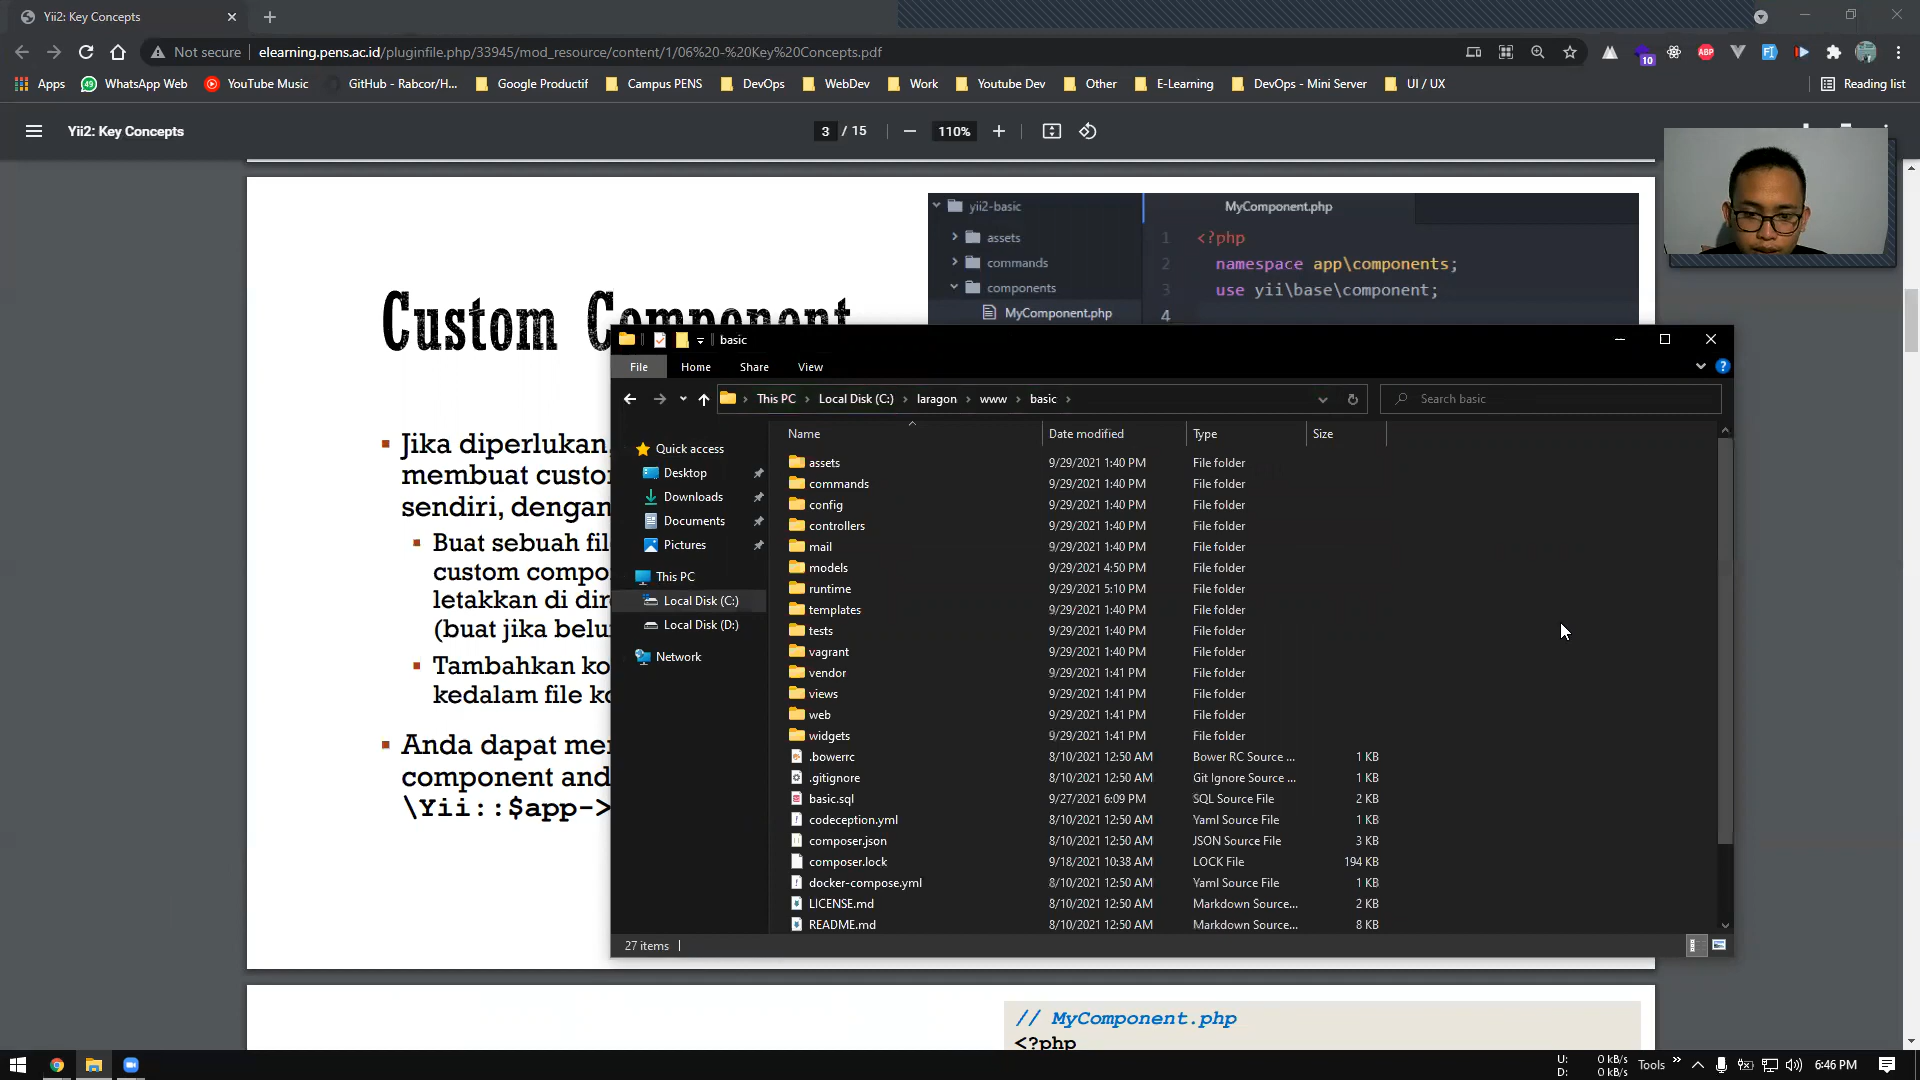 Yii2: Key Concepts
Not secure
elearning.pens.ac.id/pluginfile.php/33945/mod_resource/content/1/06%20-%20Key%20Concepts.pdf
ABP
10
Apps
49
WhatsApp Web
YouTube Music
GitHub - Rabcor/H...
Google Productif
Campus PENS
DevOps
WebDev
Work
Youtube Dev
Other
E-Learning
DevOps - Mini Server
UI / UX
Reading list
Yii2: Key Concepts
3 / 15
110%
yii2-basic
assets
commands
components
MyComponent.php
MyComponent.php
1 <?php
2 namespace app\components;
3 use yii\base\component;
4
Custom Component
Jika diperlukan,
membuat custo
sendiri, dengan
Buat sebuah fil
custom compo
letakkan di dir
(buat jika belu
Tambahkan ko
kedalam file ko
Anda dapat me
component and
\Yii::$app->
basic
File
Home
Share
View
This PC
Local Disk (C:)
laragon
www
basic
Search basic
Quick access
Desktop
Downloads
Documents
Pictures
This PC
Local Disk (C:)
Local Disk (D:)
Network
Name Date modified Type Size
assets 9/29/2021 1:40 PM File folder
commands 9/29/2021 1:40 PM File folder
config 9/29/2021 1:40 PM File folder
controllers 9/29/2021 1:40 PM File folder
mail 9/29/2021 1:40 PM File folder
models 9/29/2021 4:50 PM File folder
runtime 9/29/2021 5:10 PM File folder
templates 9/29/2021 1:40 PM File folder
tests 9/29/2021 1:40 PM File folder
vagrant 9/29/2021 1:40 PM File folder
vendor 9/29/2021 1:41 PM File folder
views 9/29/2021 1:41 PM File folder
web 9/29/2021 1:41 PM File folder
widgets 9/29/2021 1:41 PM File folder
.bowerrc 8/10/2021 12:50 AM Bower RC Source ... 1 KB
.gitignore 8/10/2021 12:50 AM Git Ignore Source ... 1 KB
basic.sql 9/27/2021 6:09 PM SQL Source File 2 KB
codeception.yml 8/10/2021 12:50 AM Yaml Source File 1 KB
composer.json 8/10/2021 12:50 AM JSON Source File 3 KB
composer.lock 9/18/2021 10:38 AM LOCK File 194 KB
docker-compose.yml 8/10/2021 12:50 AM Yaml Source File 1 KB
LICENSE.md 8/10/2021 12:50 AM Markdown Source... 2 KB
README.md 8/10/2021 12:50 AM Markdown Source... 8 KB
27 items
// MyComponent.php
<?php
U: 0 kB/s
D: 0 kB/s
Tools
6:46 PM